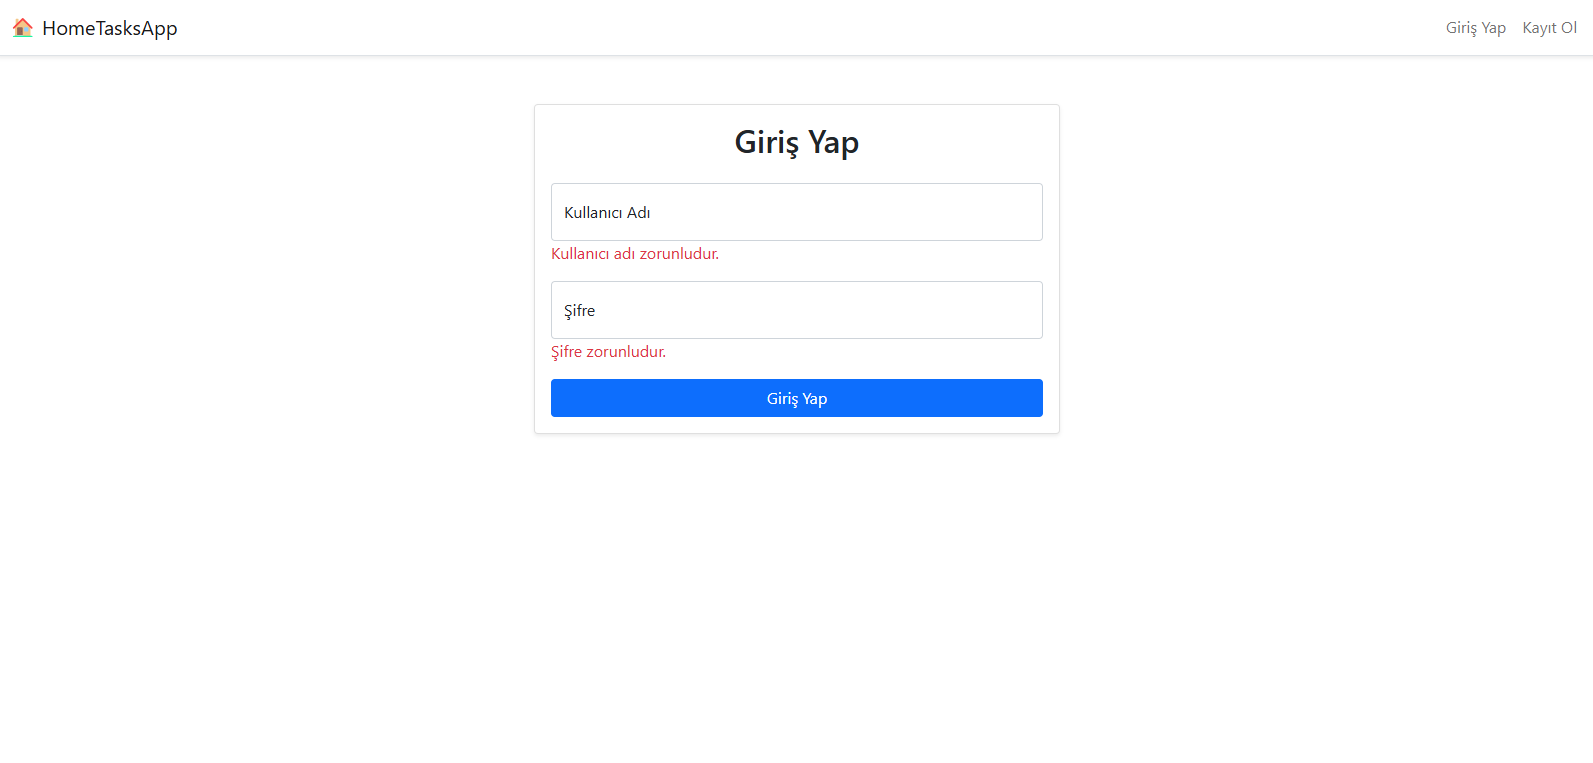 HomeTasksApp
Giriş Yap
Kayıt Ol
Giriş Yap
Kullanıcı Adı
Kullanıcı adı zorunludur.
Şifre
Şifre zorunludur.
Giriş Yap